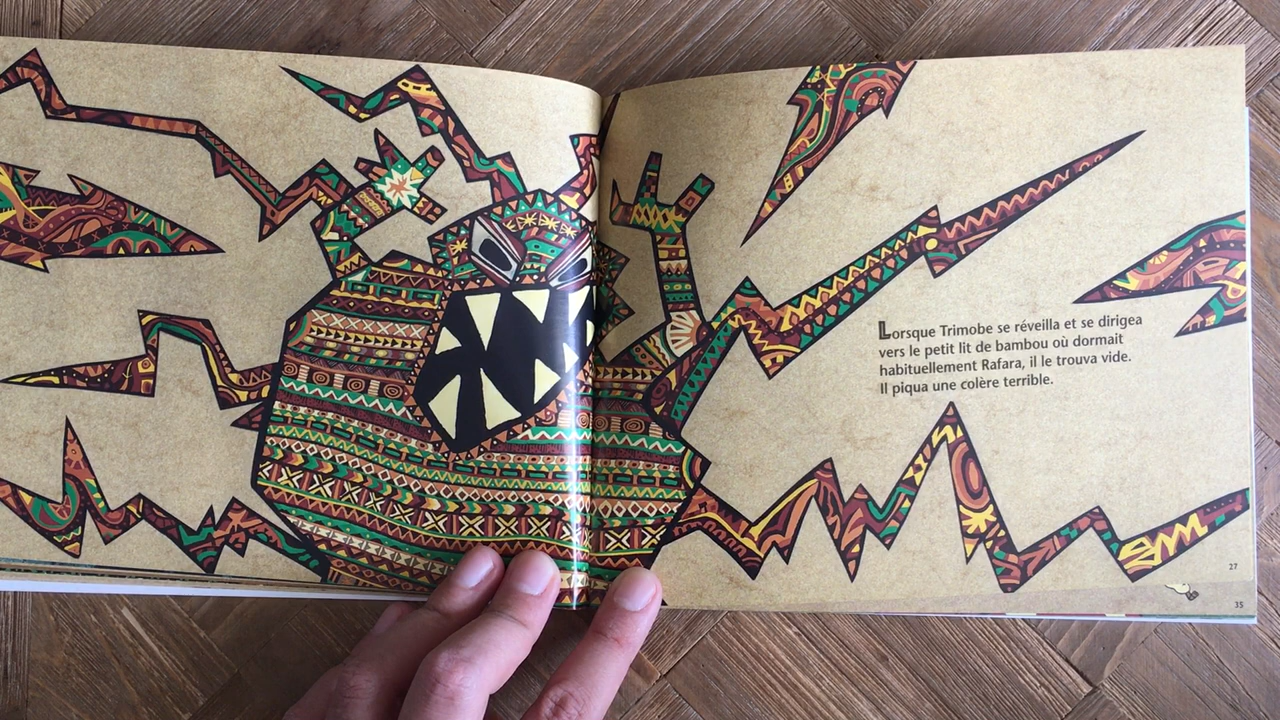 Lorsque Trimobe se réveilla et se dirigea
vers le petit lit de bambou où dormait
habituellement Rafara, il le trouva vide.
Il piqua une colère terrible.
27
35